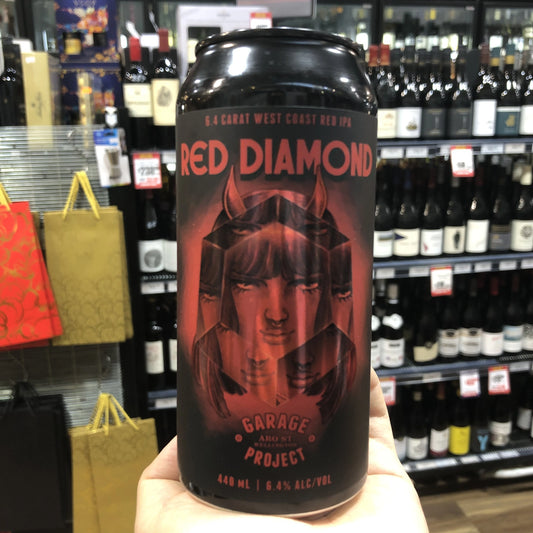 6.4 CARAT WEST COAST RED IPA
RED DIAMOND
GARAGE
ARO ST
WELLINGTON
PROJECT
440 mL | 6.4% ALC/VOL